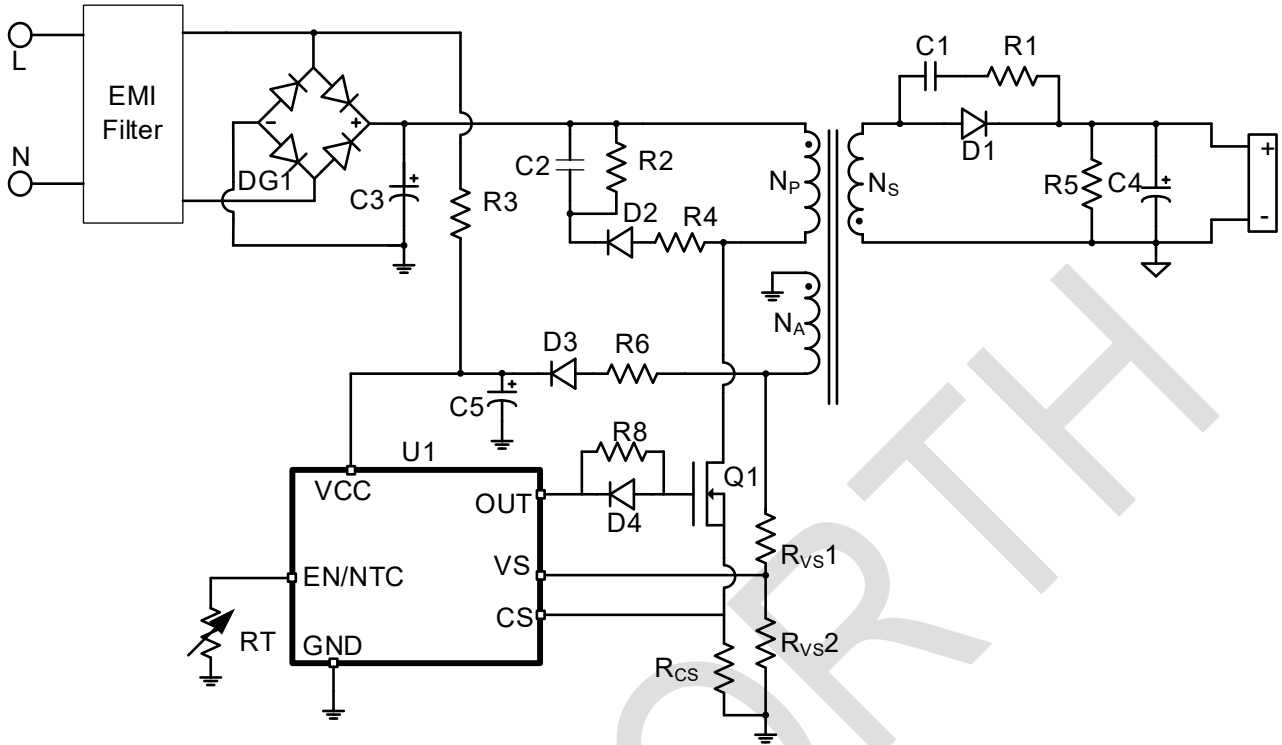 L
N
EMI
Filter
DG1
-
+
C3
+
R3
C2
R2
D2
R4
NP
NS
NA
C1
R1
D1
R5
C4
+
+
-
D3
R6
C5
+
U1
VCC
OUT
VS
CS
EN/NTC
GND
RT
R8
D4
Q1
RVS1
RVS2
RCS
ORTH